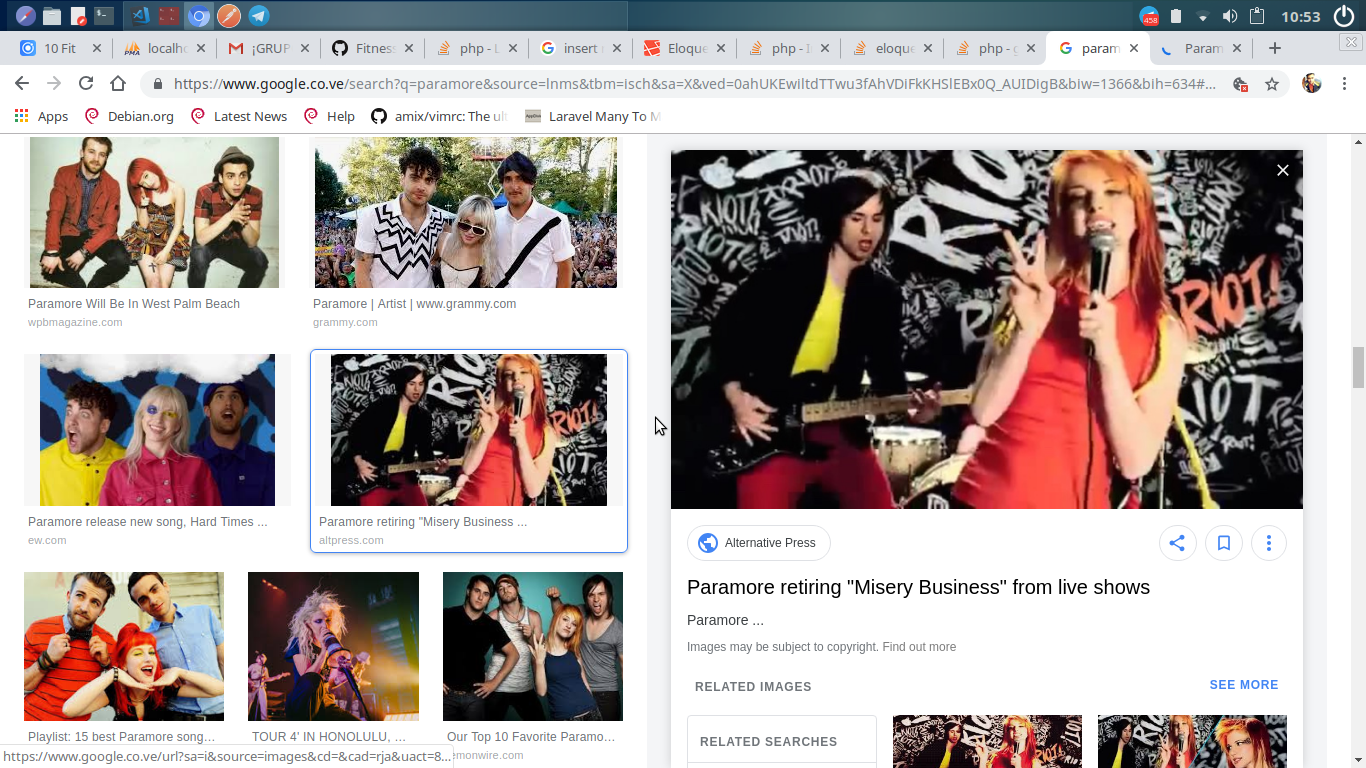 458
10:53
10 Fit
localh
¡GRUP
Fitnes
php - L
insert
Eloque
php - I
eloque
php - g
param
Param
https://www.google.co.ve/search?q=paramore&source=lnms&tbm=isch&sa=X&ved=0ahUKEwiltdTTwu3fAhVDiFkKHSlEBx0Q_AUIDigB&biw=1366&bih=634#...
Apps
Debian.org
Latest News
Help
amix/vimrc: The ult
Laravel Many To M
Paramore Will Be In West Palm Beach
wpbmagazine.com
Paramore | Artist | www.grammy.com
grammy.com
Paramore release new song, Hard Times ...
ew.com
Paramore retiring "Misery Business ...
altpress.com
Playlist: 15 best Paramore song...
TOUR 4' IN HONOLULU, ...
Our Top 10 Favorite Paramo...
emonwire.com
https://www.google.co.ve/url?sa=i&source=images&cd=&cad=rja&uact=8...
RIOT!
RIOT
Alternative Press
Paramore retiring "Misery Business" from live shows
Paramore ...
Images may be subject to copyright. Find out more
RELATED IMAGES
SEE MORE
RELATED SEARCHES